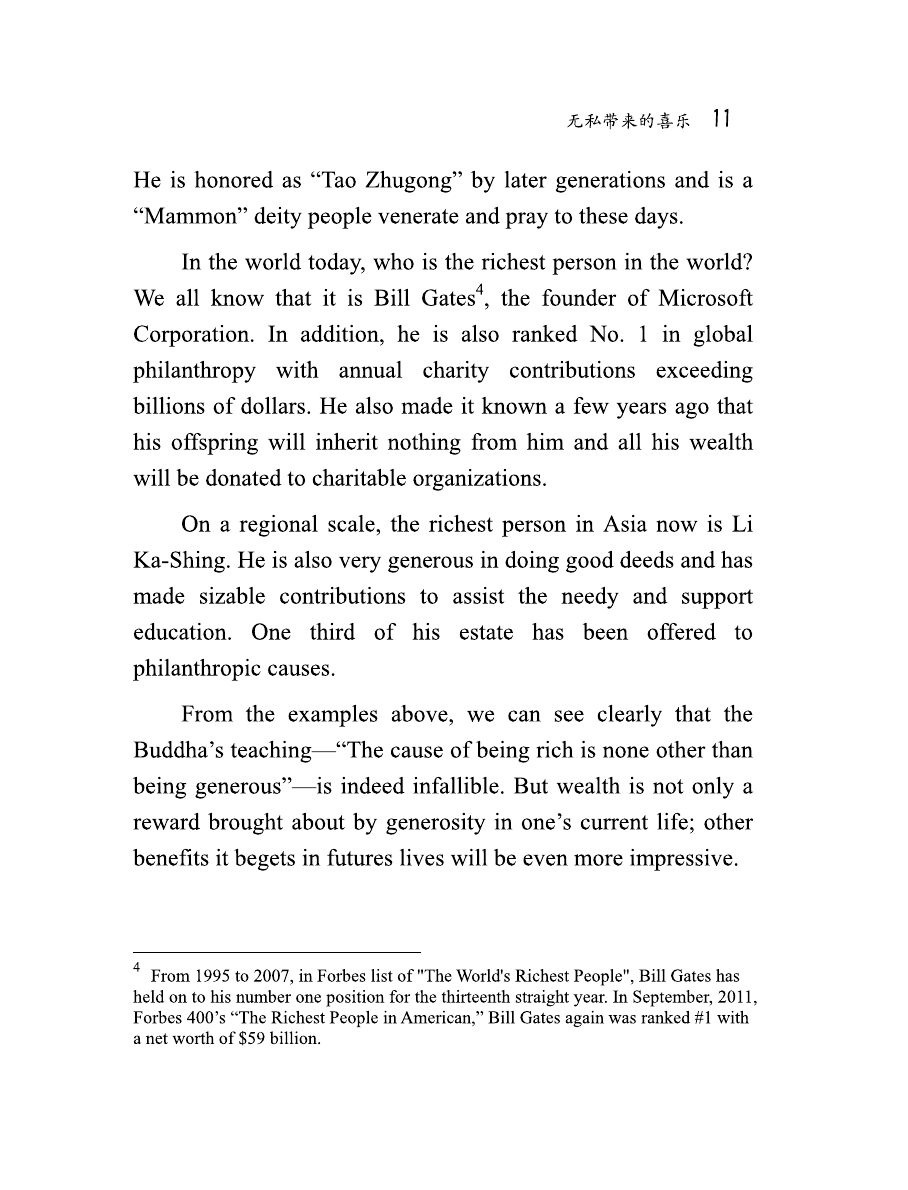 无私带来的喜乐 11
He is honored as “Tao Zhugong” by later generations and is a
“Mammon” deity people venerate and pray to these days.
In the world today, who is the richest person in the world?
We all know that it is Bill Gates4, the founder of Microsoft
Corporation. In addition, he is also ranked No. 1 in global
philanthropy with annual charity contributions exceeding
billions of dollars. He also made it known a few years ago that
his offspring will inherit nothing from him and all his wealth
will be donated to charitable organizations.
On a regional scale, the richest person in Asia now is Li
Ka-Shing. He is also very generous in doing good deeds and has
made sizable contributions to assist the needy and support
education. One third of his estate has been offered to
philanthropic causes.
From the examples above, we can see clearly that the
Buddha’s teaching—“The cause of being rich is none other than
being generous”—is indeed infallible. But wealth is not only a
reward brought about by generosity in one’s current life; other
benefits it begets in futures lives will be even more impressive.
4 From 1995 to 2007, in Forbes list of "The World's Richest People", Bill Gates has
held on to his number one position for the thirteenth straight year. In September, 2011,
Forbes 400’s “The Richest People in American,” Bill Gates again was ranked #1 with
a net worth of $59 billion.